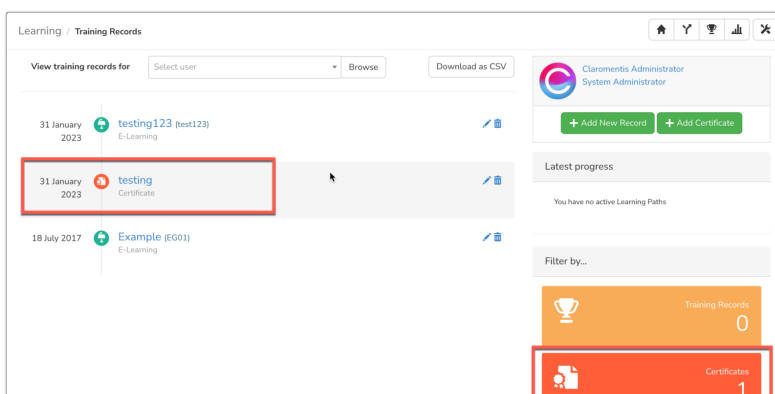 Learning / Training Records
View training records for
Select user
Browse
Download as CSV
31 January
2023
testing123 (test123)
E-Learning
31 January
2023
testing
Certificate
18 July 2017
Example (EG01)
E-Learning
Claromentis Administrator
System Administrator
+ Add New Record
+ Add Certificate
Latest progress
You have no active Learning Paths
Filter by...
Training Records
0
Certificates
1